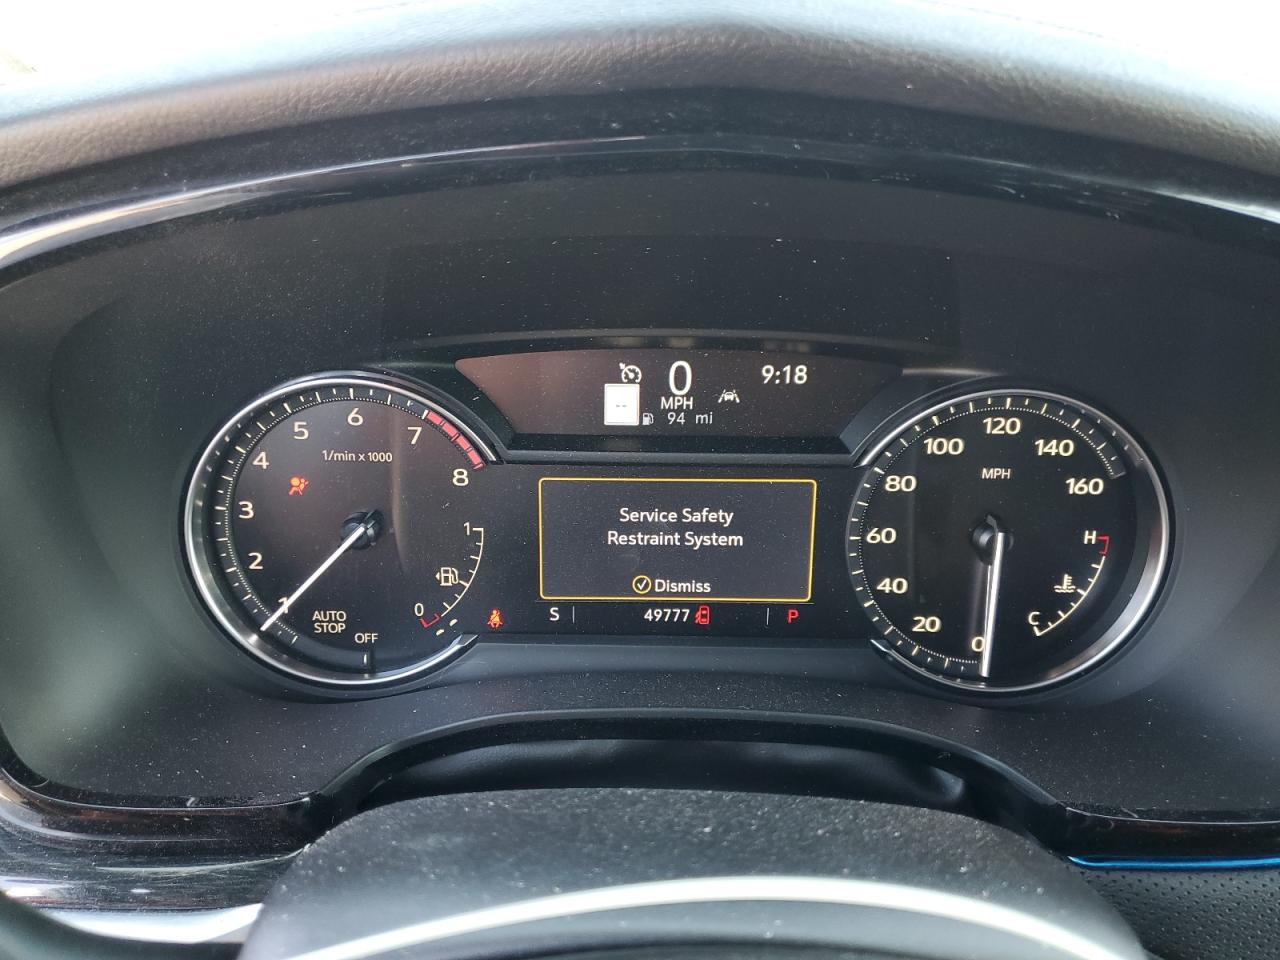 0
MPH
9:18
--
94 mi
1
2
3
4
5
6
7
8
1/min x 1000
AUTO
STOP
OFF
1
0
Service Safety
Restraint System
Dismiss
S
49777
P
0
20
40
60
80
100
120
140
160
MPH
H
C